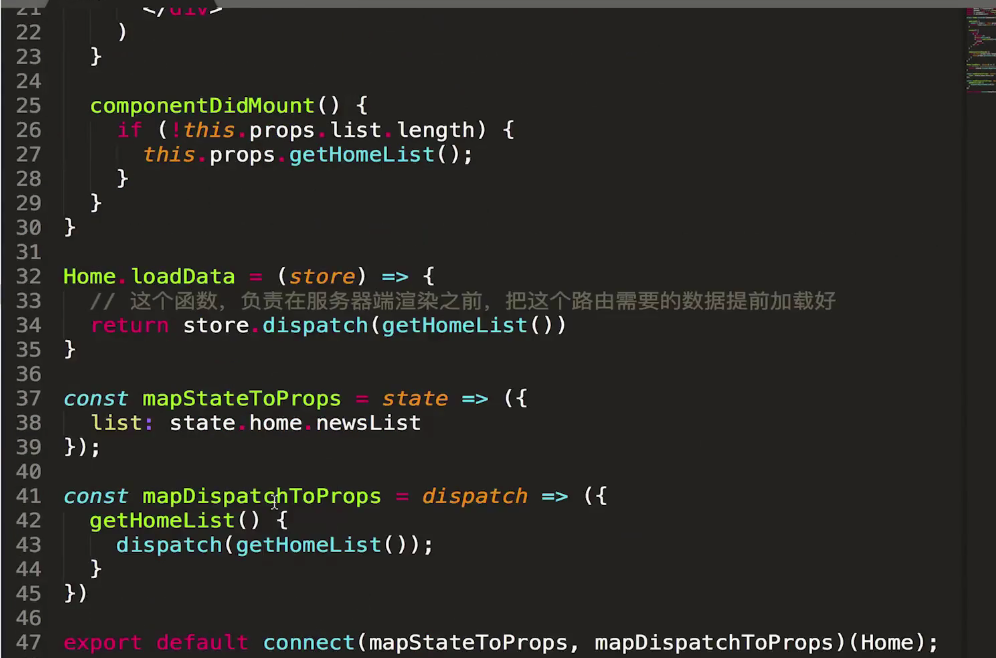 21 </div>
22 )
23 }
24
25 componentDidMount() {
26 if (!this.props.list.length) {
27 this.props.getHomeList();
28 }
29 }
30 }
31
32 Home.loadData = (store) => {
33 // 这个函数，负责在服务器端渲染之前，把这个路由需要的数据提前加载好
34 return store.dispatch(getHomeList())
35 }
36
37 const mapStateToProps = state => ({
38 list: state.home.newsList
39 });
40
41 const mapDispatchToProps = dispatch => ({
42 getHomeList() {
43 dispatch(getHomeList());
44 }
45 })
46
47 export default connect(mapStateToProps, mapDispatchToProps)(Home);